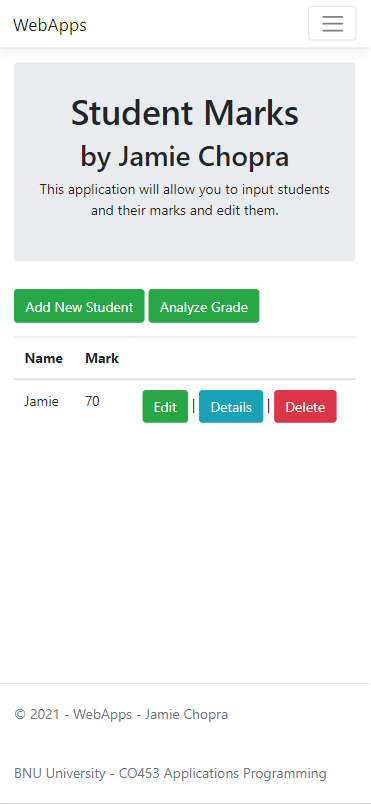 WebApps
Student Marks
by Jamie Chopra
This application will allow you to input students
and their marks and edit them.
Add New Student Analyze Grade
Name Mark
Jamie 70 Edit | Details | Delete
© 2021 - WebApps - Jamie Chopra
BNU University - CO453 Applications Programming